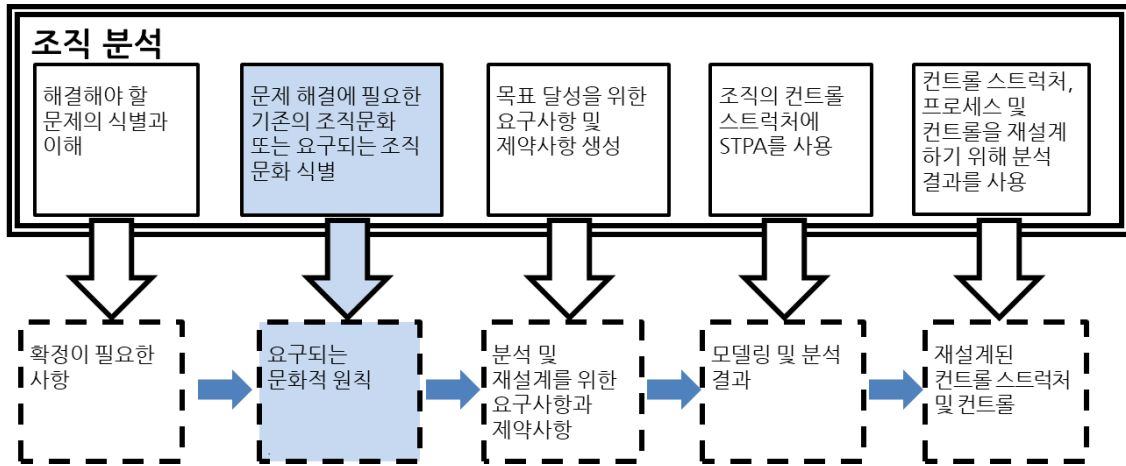 조직 분석
해결해야 할
문제의 식별과
이해
문제 해결에 필요한
기존의 조직문화
또는 요구되는 조직
문화 식별
목표 달성을 위한
요구사항 및
제약사항 생성
조직의 컨트롤
스트럭처에
STPA를 사용
컨트롤 스트럭처,
프로세스 및
컨트롤을 재설계
하기 위해 분석
결과를 사용
확정이 필요한
사항
요구되는
문화적 원칙
.
분석 및
재설계를 위한
요구사항과
제약사항
모델링 및 분석
결과
재설계된
컨트롤 스트럭처
및 컨트롤